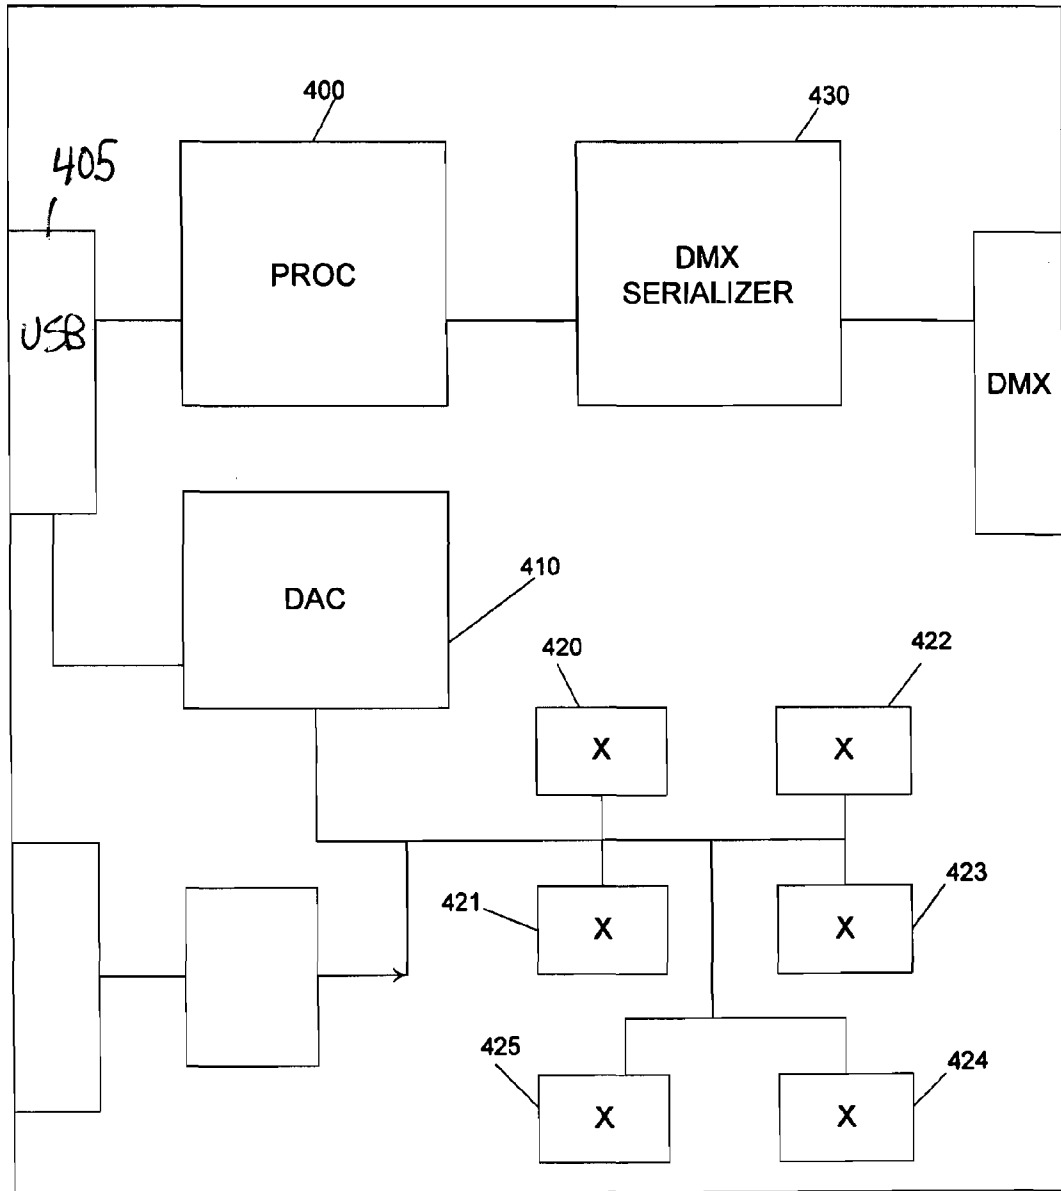 400
430
405
PROC
DMX
SERIALIZER
USB
DMX
DAC
410
420
422
X
X
421
423
X
X
425
424
X
X